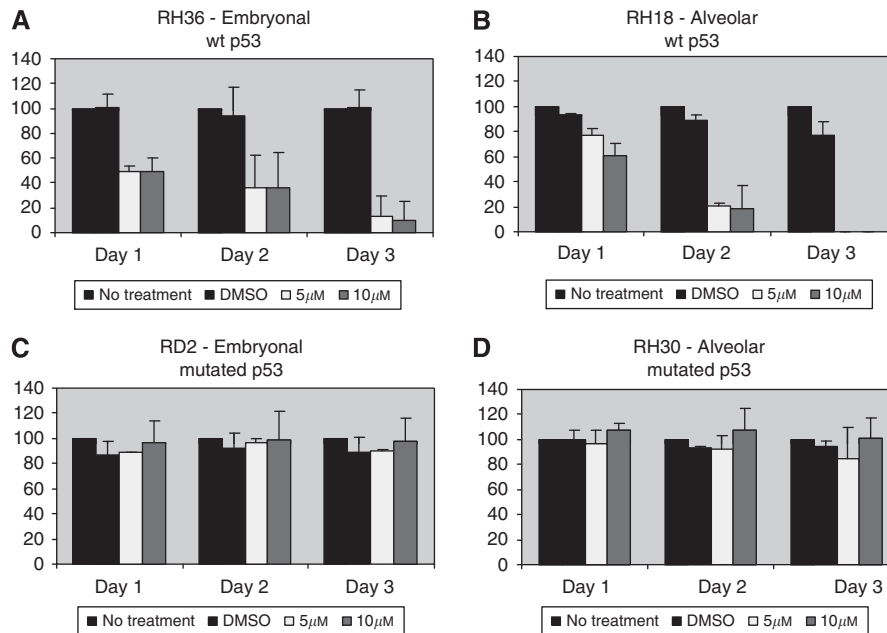 A
RH36 - Embryonal
wt p53
140
120
100
80
60
40
20
0
Day 1 Day 2 Day 3
No treatment DMSO 5μM 10μM
B
RH18 - Alveolar
wt p53
140
120
100
80
60
40
20
0
Day 1 Day 2 Day 3
No treatment DMSO 5μM 10μM
C
RD2 - Embryonal
mutated p53
140
120
100
80
60
40
20
0
Day 1 Day 2 Day 3
No treatment DMSO 5μM 10μM
D
RH30 - Alveolar
mutated p53
140
120
100
80
60
40
20
0
Day 1 Day 2 Day 3
No treatment DMSO 5μM 10μM